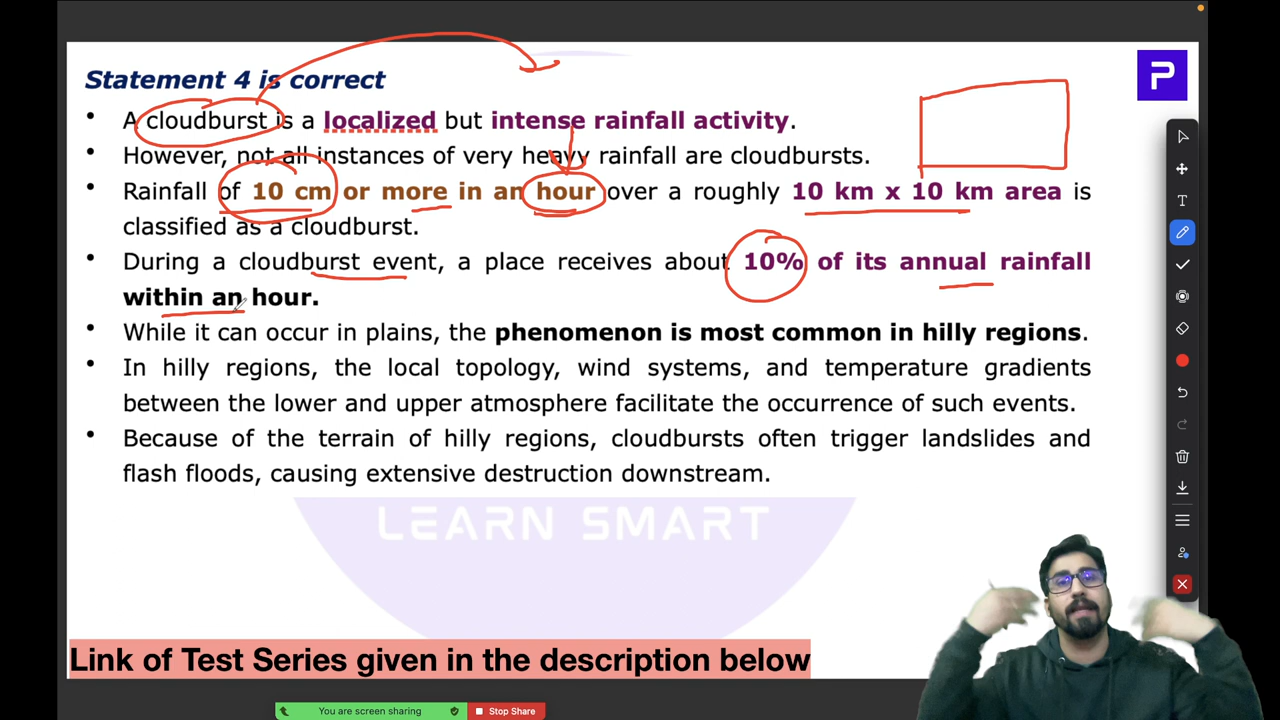 Statement 4 is correct
• A cloudburst is a localized but intense rainfall activity.
• However, not all instances of very heavy rainfall are cloudbursts.
• Rainfall of 10 cm or more in an hour over a roughly 10 km x 10 km area is
classified as a cloudburst.
• During a cloudburst event, a place receives about 10% of its annual rainfall
within an hour.
• While it can occur in plains, the phenomenon is most common in hilly regions.
• In hilly regions, the local topology, wind systems, and temperature gradients
between the lower and upper atmosphere facilitate the occurrence of such events.
• Because of the terrain of hilly regions, cloudbursts often trigger landslides and
flash floods, causing extensive destruction downstream.
LEARN SMART
Link of Test Series given in the description below
You are screen sharing
Stop Share
P
T